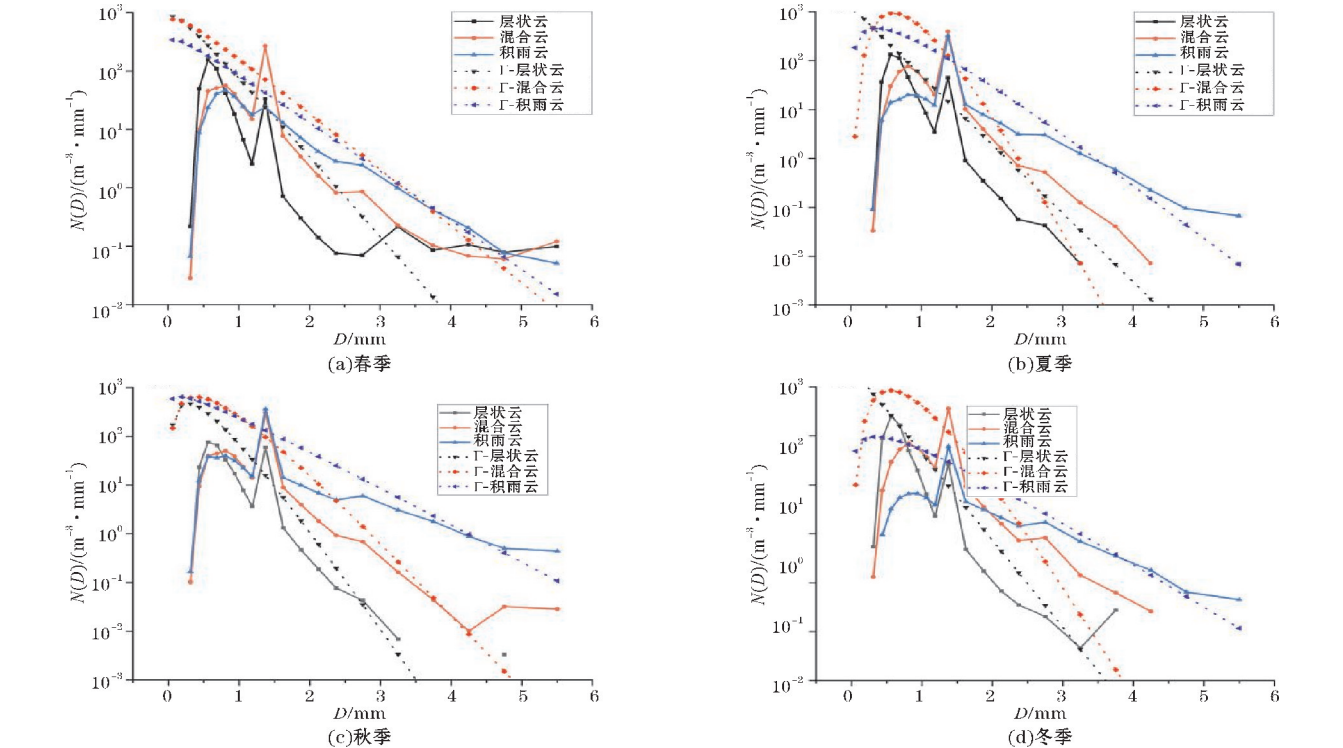 N(D)/(m⁻³・mm⁻¹)
10³
10²
10¹
10⁰
10⁻¹
10⁻²
0 1 2 3 4 5 6
D/mm
层状云
混合云
积雨云
Γ-层状云
Γ-混合云
Γ-积雨云
(a)春季
N(D)/(m⁻³・mm⁻¹)
10³
10²
10¹
10⁰
10⁻¹
10⁻²
10⁻³
0 1 2 3 4 5 6
D/mm
层状云
混合云
积雨云
Γ-层状云
Γ-混合云
Γ-积雨云
(b)夏季
N(D)/(m⁻³・mm⁻¹)
10³
10²
10¹
10⁰
10⁻¹
10⁻²
10⁻³
0 1 2 3 4 5 6
D/mm
层状云
混合云
积雨云
Γ-层状云
Γ-混合云
Γ-积雨云
(c)秋季
N(D)/(m⁻³・mm⁻¹)
10³
10²
10¹
10⁰
10⁻¹
10⁻²
0 1 2 3 4 5 6
D/mm
层状云
混合云
积雨云
Γ-层状云
Γ-混合云
Γ-积雨云
(d)冬季